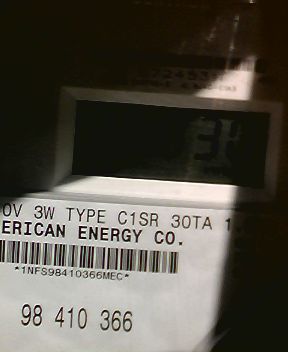 0V 3W TYPE C1SR 30TA
ERICAN ENERGY CO.
*1NFS98410366MEC*
98 410 366